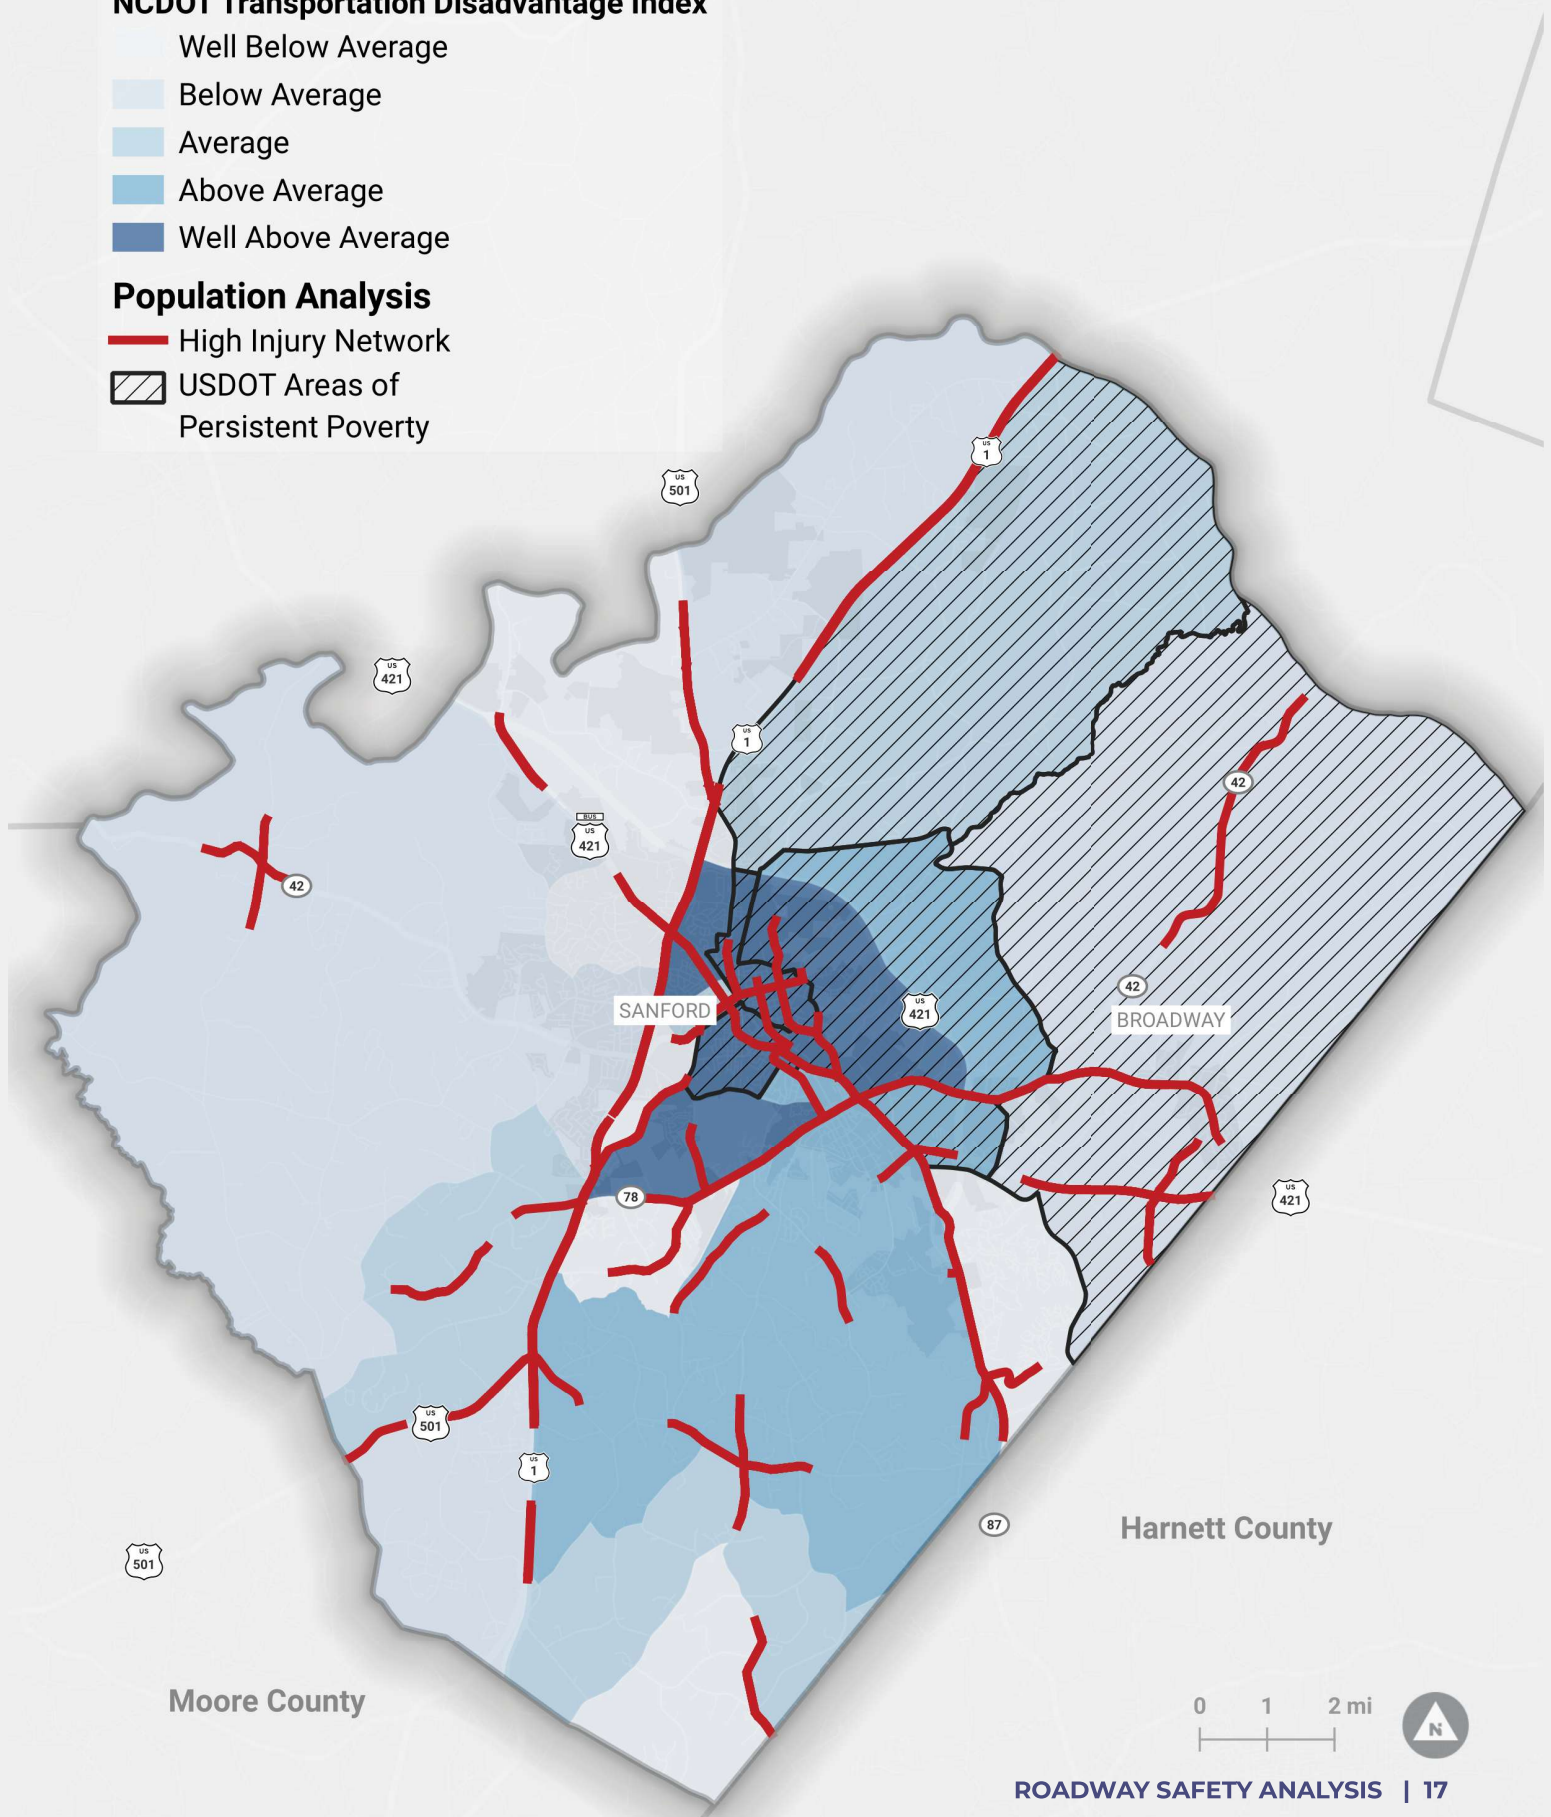 NCDOT Transportation Disadvantage Index
Well Below Average
Below Average
Average
Above Average
Well Above Average
Population Analysis
High Injury Network
USDOT Areas of
Persistent Poverty
US
1
US
501
US
421
US
1
42
BUS
US
421
42
42
SANFORD
US
421
BROADWAY
78
US
421
US
501
US
1
87
Harnett County
US
501
Moore County
0 1 2 mi
N
ROADWAY SAFETY ANALYSIS | 17